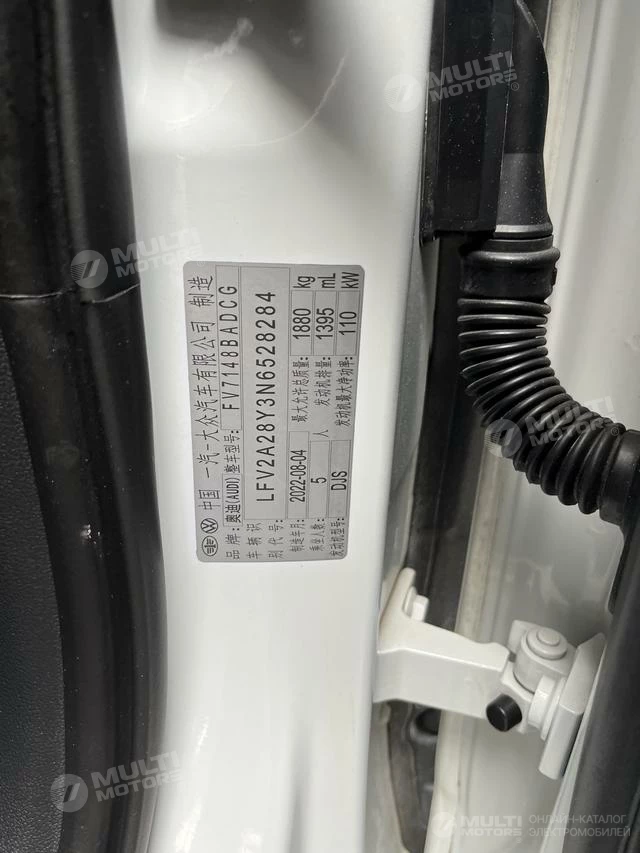 中国 一汽-大众汽车有限公司 制造
品牌: 奥迪(AUDI) 整车型号: FV7148BADCG
车辆识别代号: LFV2A28Y3N6528284
制造年月: 2022-08-04 最大允许总质量: 1880 kg
乘坐人数: 5 人 发动机排量: 1395 mL
发动机型号: DJS 发动机最大净功率: 110 kW
MULTI
MOTORS®
MULTI
MOTORS
MULTI
MOTORS
MULTI
MOTORS
ОНЛАЙН-КАТАЛОГ
ЭЛЕКТРОМОБИЛЕЙ